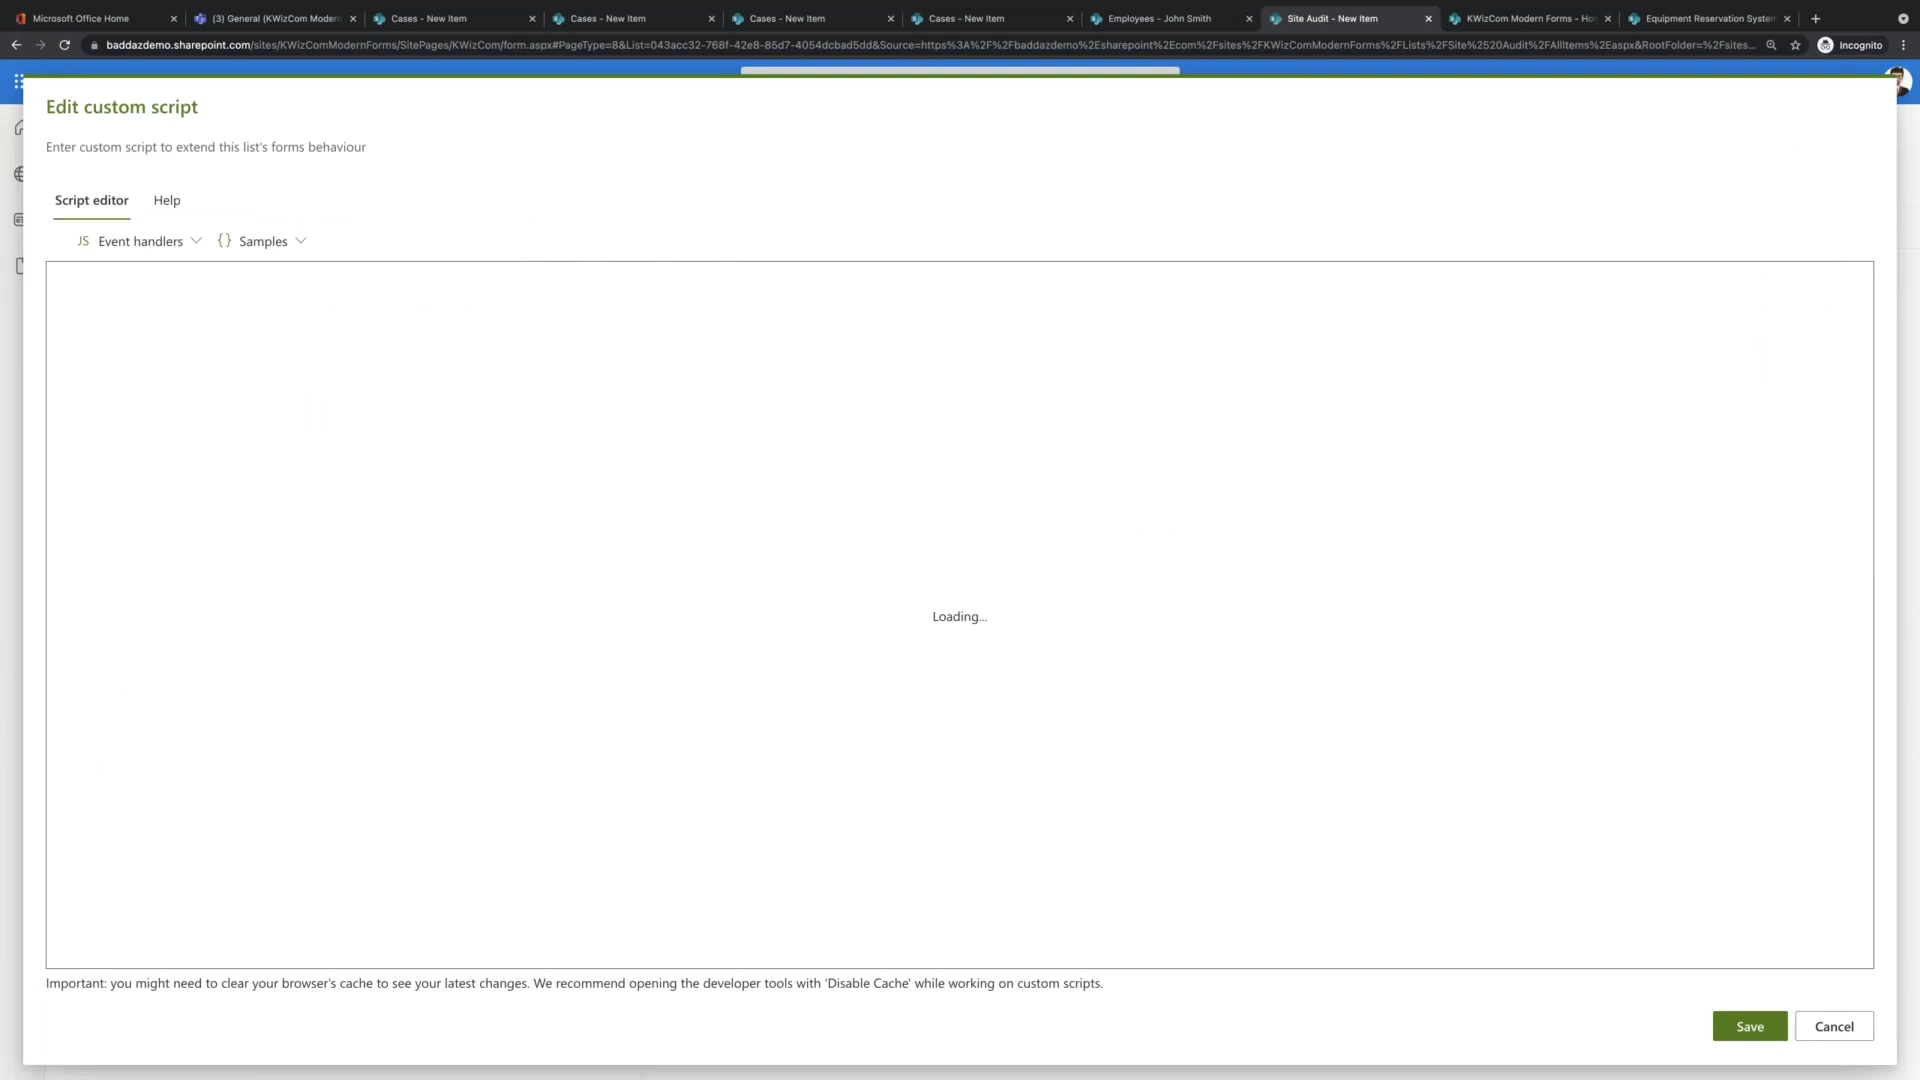 Microsoft Office Home
(3) General (KWizCom Modern
Cases - New Item
Cases - New Item
Cases - New Item
Cases - New Item
Employees - John Smith
Site Audit - New Item
KWizCom Modern Forms - Hor
Equipment Reservation System
baddazdemo.sharepoint.com/sites/KWizComModernForms/SitePages/KWizCom/form.aspx#PageType=8&List=043acc32-768f-42e8-85d7-4054dcbad5dd&Source=https%3A%2F%2Fbaddazdemo%2Esharepoint%2Ecom%2Fsites%2FKWizComModernForms%2FLists%2FSite%2520Audit%2FAllItems%2Easpx&RootFolder=%2Fsites...
Incognito
Edit custom script
Enter custom script to extend this list's forms behaviour
Script editor
Help
JS Event handlers
{} Samples
Loading...
Important: you might need to clear your browser's cache to see your latest changes. We recommend opening the developer tools with 'Disable Cache' while working on custom scripts.
Save
Cancel